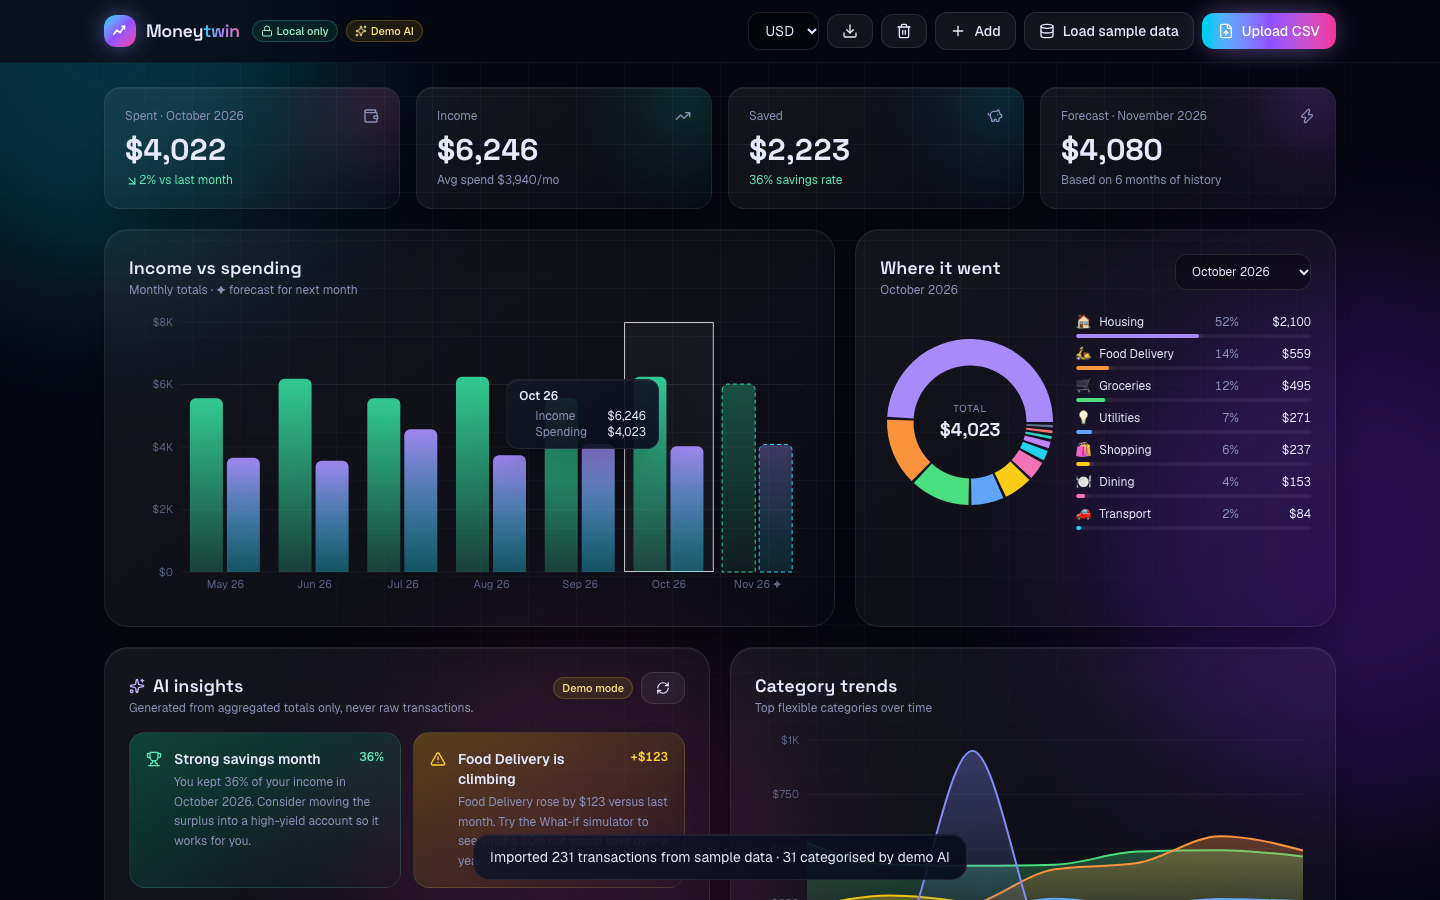 Moneytwin Local only Demo AI USD Add Load sample data Upload CSV
Spent · October 2026
$4,022
2% vs last month
Income
$6,246
Avg spend $3,940/mo
Saved
$2,223
36% savings rate
Forecast · November 2026
$4,080
Based on 6 months of history
Income vs spending
Monthly totals · ✦ forecast for next month
$8K
$6K
$4K
$2K
$0
Oct 26
Income $6,246
Spending $4,023
May 26 Jun 26 Jul 26 Aug 26 Sep 26 Oct 26 Nov 26 ✦
Where it went
October 2026
October 2026
TOTAL
$4,023
Housing 52% $2,100
Food Delivery 14% $559
Groceries 12% $495
Utilities 7% $271
Shopping 6% $237
Dining 4% $153
Transport 2% $84
AI insights
Demo mode
Generated from aggregated totals only, never raw transactions.
Strong savings month 36%
You kept 36% of your income in
October 2026. Consider moving the
surplus into a high-yield account so it
works for you.
Food Delivery is +$123
climbing
Food Delivery rose by $123 versus last
month. Try the What-if simulator to
Category trends
Top flexible categories over time
$1K
$750
Imported 231 transactions from sample data · 31 categorised by demo AI